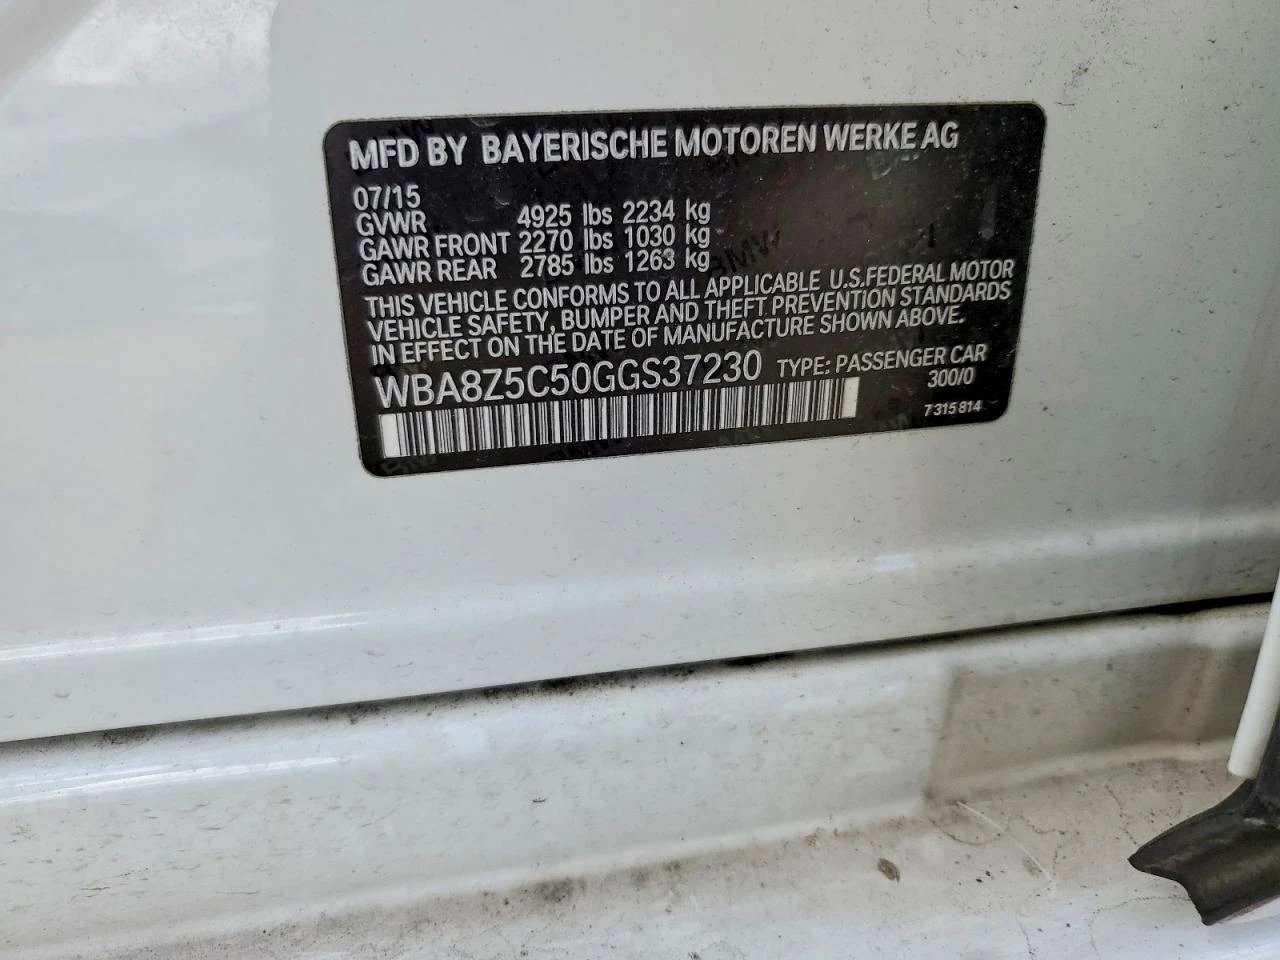 MFD BY BAYERISCHE MOTOREN WERKE AG
07/15
GVWR 4925 lbs 2234 kg
GAWR FRONT 2270 lbs 1030 kg
GAWR REAR 2785 lbs 1263 kg
THIS VEHICLE CONFORMS TO ALL APPLICABLE U.S.FEDERAL MOTOR
VEHICLE SAFETY, BUMPER AND THEFT PREVENTION STANDARDS
IN EFFECT ON THE DATE OF MANUFACTURE SHOWN ABOVE.
WBA8Z5C50GGS37230 TYPE: PASSENGER CAR
300/0
7 315 814